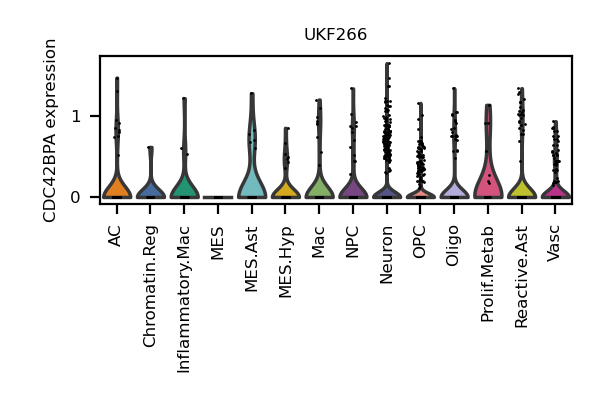 UKF266
CDC42BPA expression
1
0
AC
Chromatin.Reg
Inflammatory.Mac
MES
MES.Ast
MES.Hyp
Mac
NPC
Neuron
OPC
Oligo
Prolif.Metab
Reactive.Ast
Vasc